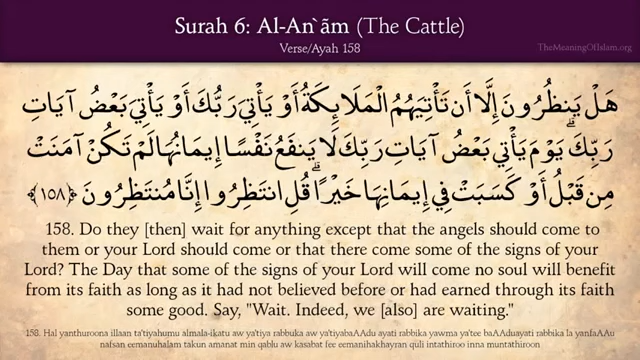 Surah 6: Al-An`ãm (The Cattle)
Verse/Ayah 158
TheMeaningOfIslam.org
هَلْ يَنظُرُونَ إِلَّا أَن تَأْتِيَهُمُ الْمَلَائِكَةُ أَوْ يَأْتِيَ رَبُّكَ أَوْ يَأْتِيَ بَعْضُ آيَاتِ
رَبِّكَ ۗ يَوْمَ يَأْتِي بَعْضُ آيَاتِ رَبِّكَ لَا يَنفَعُ نَفْسًا إِيمَانُهَا لَمْ تَكُنْ آمَنَتْ
مِن قَبْلُ أَوْ كَسَبَتْ فِي إِيمَانِهَا خَيْرًا ۗ قُلِ انتَظِرُوا إِنَّا مُنتَظِرُونَ ﴿١٥٨﴾
158. Do they [then] wait for anything except that the angels should come to
them or your Lord should come or that there come some of the signs of your
Lord? The Day that some of the signs of your Lord will come no soul will benefit
from its faith as long as it had not believed before or had earned through its faith
some good. Say, "Wait. Indeed, we [also] are waiting."
158. Hal yanthuroona illaan ta'tiyahumu almala-ikatu aw ya'tiya rabbuka aw ya'tiyabaAAdu ayati rabbika yawma ya'tee baAAduayati rabbika la yanfaAAu
nafsan eemanuhalam takun amanat min qablu aw kasabat fee eemanihakhayran quli intathiroo inna muntathiroon